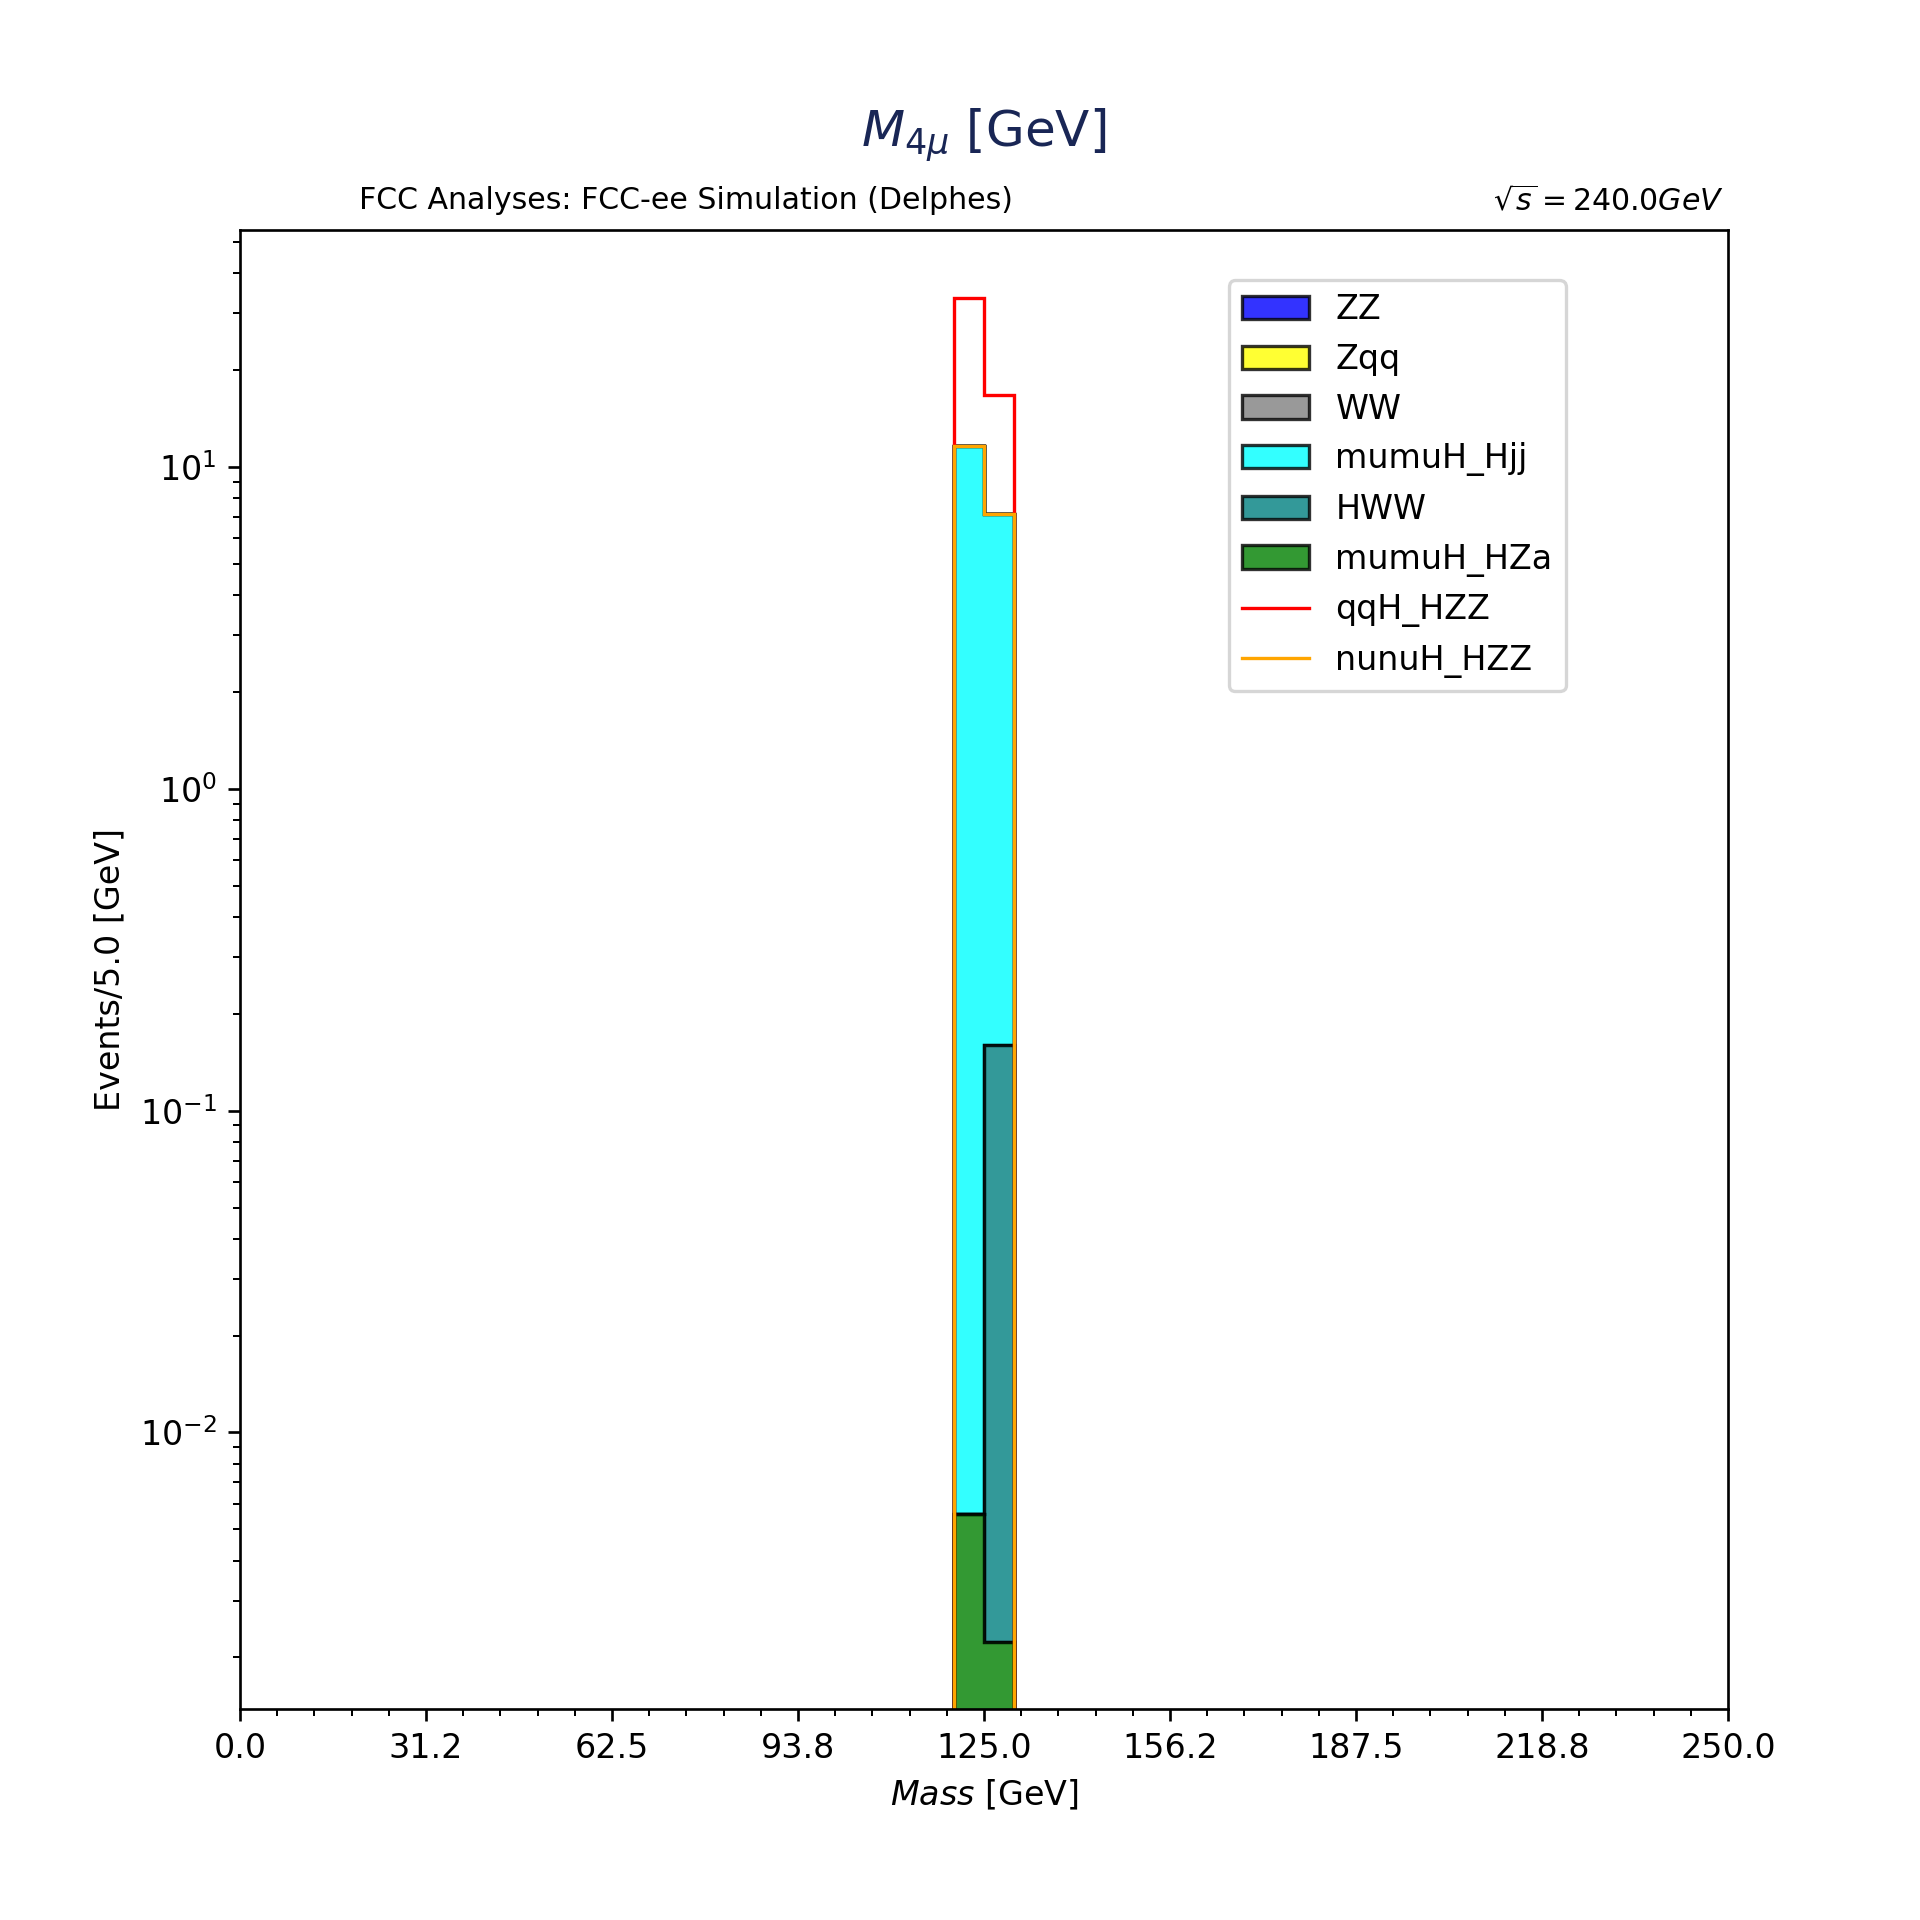 M4μ [GeV]
FCC Analyses: FCC-ee Simulation (Delphes)
√s = 240.0GeV
ZZ
Zqq
WW
mumuH_Hjj
HWW
mumuH_HZa
qqH_HZZ
nunuH_HZZ
Events/5.0 [GeV]
10¹
10⁰
10⁻¹
10⁻²
0.0 31.2 62.5 93.8 125.0 156.2 187.5 218.8 250.0
Mass [GeV]